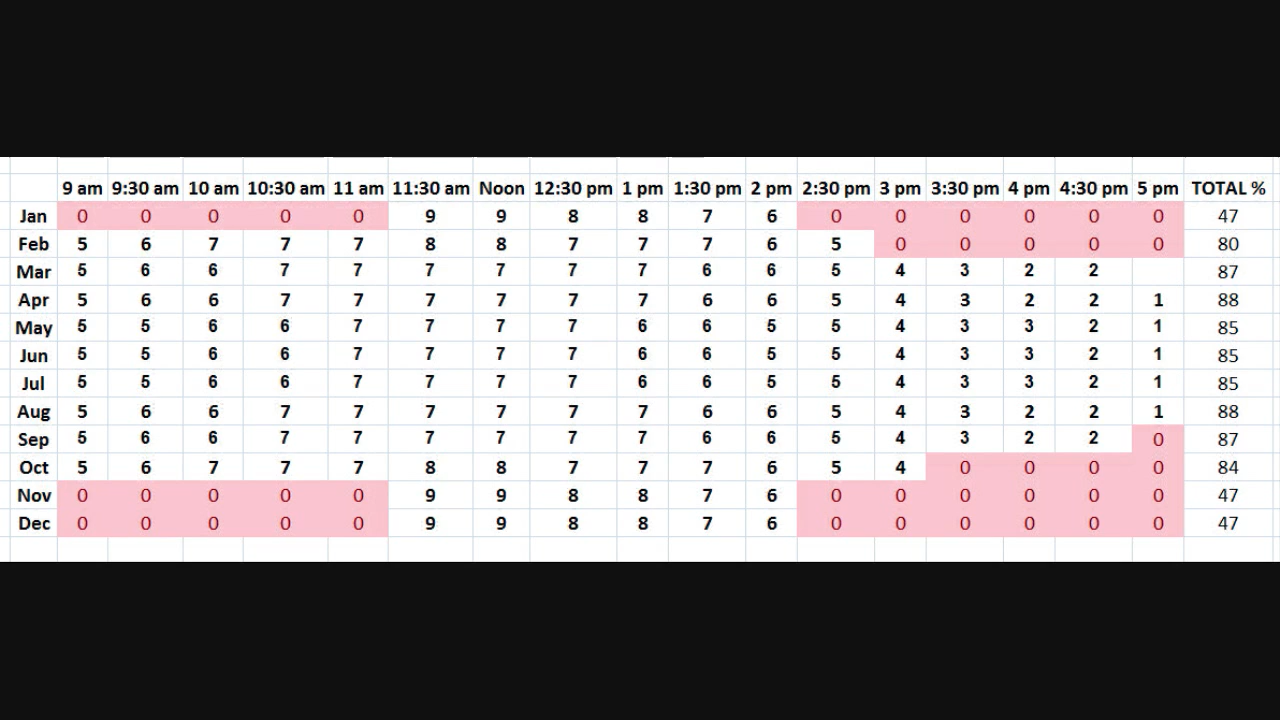 9 am 9:30 am 10 am 10:30 am 11 am 11:30 am Noon 12:30 pm 1 pm 1:30 pm 2 pm 2:30 pm 3 pm 3:30 pm 4 pm 4:30 pm 5 pm TOTAL %
Jan 0 0 0 0 0 9 9 8 8 7 6 0 0 0 0 0 0 47
Feb 5 6 7 7 7 8 8 7 7 7 6 5 0 0 0 0 0 80
Mar 5 6 6 7 7 7 7 7 7 6 6 5 4 3 2 2 87
Apr 5 6 6 7 7 7 7 7 7 6 6 5 4 3 2 2 1 88
May 5 5 6 6 7 7 7 7 6 6 5 5 4 3 3 2 1 85
Jun 5 5 6 6 7 7 7 7 6 6 5 5 4 3 3 2 1 85
Jul 5 5 6 6 7 7 7 7 6 6 5 5 4 3 3 2 1 85
Aug 5 6 6 7 7 7 7 7 7 6 6 5 4 3 2 2 1 88
Sep 5 6 6 7 7 7 7 7 7 6 6 5 4 3 2 2 0 87
Oct 5 6 7 7 7 8 8 7 7 7 6 5 4 0 0 0 0 84
Nov 0 0 0 0 0 9 9 8 8 7 6 0 0 0 0 0 0 47
Dec 0 0 0 0 0 9 9 8 8 7 6 0 0 0 0 0 0 47